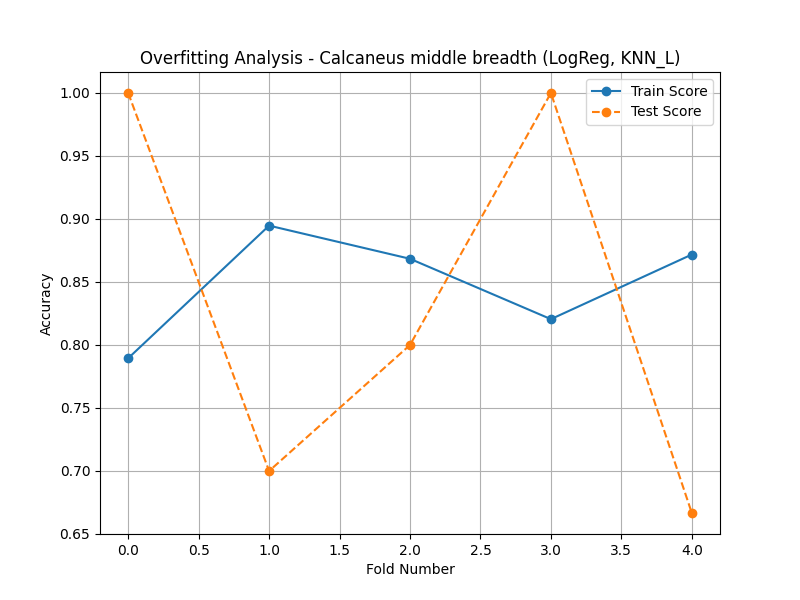 Overfitting Analysis - Calcaneus middle breadth (LogReg, KNN_L)
Train Score
Test Score
1.00
0.95
0.90
0.85
0.80
0.75
0.70
0.65
Accuracy
0.0 0.5 1.0 1.5 2.0 2.5 3.0 3.5 4.0
Fold Number